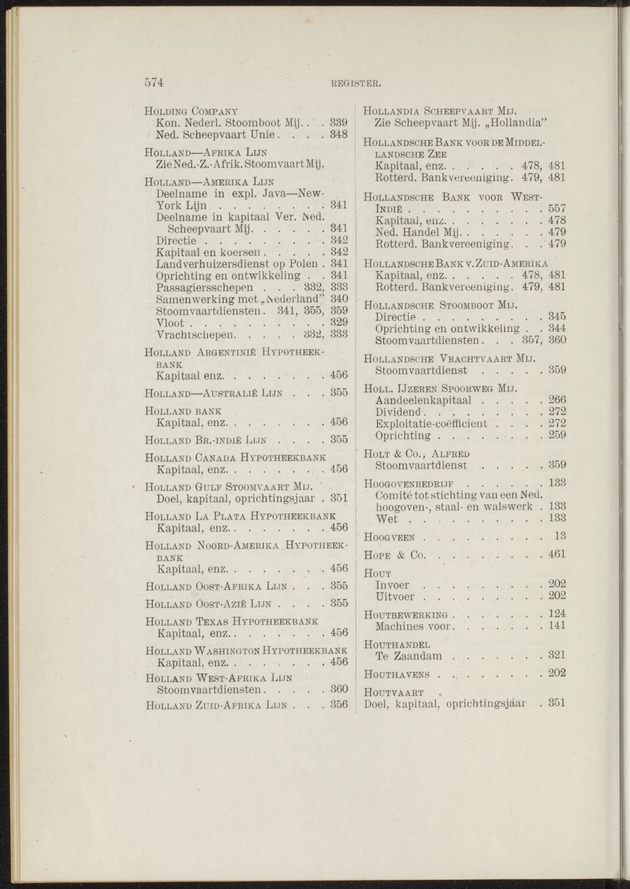 574
REGISTER.
HOLDING COMPANY
Kon. Nederl. Stoomboot Mij. . . 339
Ned. Scheepvaart Unie . . . . 348
HOLLAND—AFRIKA LIJN
Zie Ned.-Z.-Afrik. Stoomvaart Mij.
HOLLAND—AMERIKA LIJN
Deelname in expl. Java—New-
York Lijn . . . . . . . . 341
Deelname in kapitaal Ver. Ned.
Scheepvaart Mij. . . . . . 341
Directie . . . . . . . . . 342
Kapitaal en koersen . . . . . 342
Landverhuizersdienst op Polen . 341
Oprichting en ontwikkeling . . 341
Passagiersschepen . . . 332, 333
Samenwerking met „Nederland” 340
Stoomvaartdiensten . 341, 355, 359
Vloot . . . . . . . . . . 329
Vrachtschepen . . . . . 332, 333
HOLLAND ARGENTINIË HYPOTHEEK-
BANK
Kapitaal enz. . . . . . . . 456
HOLLAND—AUSTRALIË LIJN . . . 355
HOLLAND BANK
Kapitaal, enz. . . . . . . . 456
HOLLAND BR.-INDIË LIJN . . . . 355
HOLLAND CANADA HYPOTHEEKBANK
Kapitaal, enz. . . . . . . . 456
HOLLAND GULF STOOMVAART MIJ.
Doel, kapitaal, oprichtingsjaar . 351
HOLLAND LA PLATA HYPOTHEEKBANK
Kapitaal, enz. . . . . . . . 456
HOLLAND NOORD-AMERIKA HYPOTHEEK-
BANK
Kapitaal, enz. . . . . . . . 456
HOLLAND OOST-AFRIKA LIJN . . . 355
HOLLAND OOST-AZIË LIJN . . . . 355
HOLLAND TEXAS HYPOTHEEKBANK
Kapitaal, enz. . . . . . . . 456
HOLLAND WASHINGTON HYPOTHEEKBANK
Kapitaal, enz. . . . . . . . 456
HOLLAND WEST-AFRIKA LIJN
Stoomvaartdiensten . . . . . 360
HOLLAND ZUID-AFRIKA LIJN . . . 356
HOLLANDIA SCHEEPVAART MIJ.
Zie Scheepvaart Mij. „Hollandia”
HOLLANDSCHE BANK VOOR DE MIDDEL-
LANDSCHE ZEE
Kapitaal, enz. . . . . . 478, 481
Rotterd. Bankvereeniging . 479, 481
HOLLANDSCHE BANK VOOR WEST-
INDIË . . . . . . . . . . 557
Kapitaal, enz. . . . . . . . 478
Ned. Handel Mij. . . . . . . 479
Rotterd. Bankvereeniging . . . 479
HOLLANDSCHE BANK V. ZUID-AMERIKA
Kapitaal, enz. . . . . . 478, 481
Rotterd. Bankvereeniging . 479, 481
HOLLANDSCHE STOOMBOOT MIJ.
Directie . . . . . . . . . 345
Oprichting en ontwikkeling . . 344
Stoomvaartdiensten . . . 357, 360
HOLLANDSCHE VRACHTVAART MIJ.
Stoomvaartdienst . . . . . 359
HOLL. IJZEREN SPOORWEG MIJ.
Aandeelenkapitaal . . . . . 266
Dividend . . . . . . . . . 272
Exploitatie-coëfficient . . . . 272
Oprichting . . . . . . . . 259
HOLT & CO., ALFRED
Stoomvaartdienst . . . . . 359
HOOGOVENBEDRIJF . . . . . . 133
Comité tot stichting van een Ned.
hoogoven-, staal- en walswerk . 133
Wet . . . . . . . . . . 133
HOOGVEEN . . . . . . . . . 13
HOPE & CO. . . . . . . . . 461
HOUT
Invoer . . . . . . . . . 202
Uitvoer . . . . . . . . . 202
HOUTBEWERKING . . . . . . . 124
Machines voor . . . . . . . 141
HOUTHANDEL
Te Zaandam . . . . . . . 321
HOUTHAVENS . . . . . . . . 202
HOUTVAART
Doel, kapitaal, oprichtingsjaar . 351